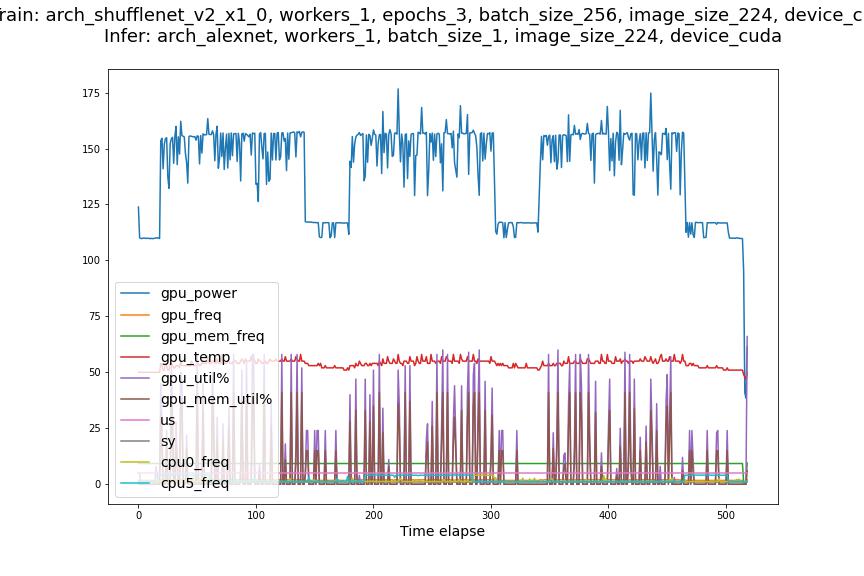 rain: arch_shufflenet_v2_x1_0, workers_1, epochs_3, batch_size_256, image_size_224, device_c
Infer: arch_alexnet, workers_1, batch_size_1, image_size_224, device_cuda
175
150
125
100
75
50
25
0
gpu_power
gpu_freq
gpu_mem_freq
gpu_temp
gpu_util%
gpu_mem_util%
us
sy
cpu0_freq
cpu5_freq
0
100
200
300
400
500
Time elapse